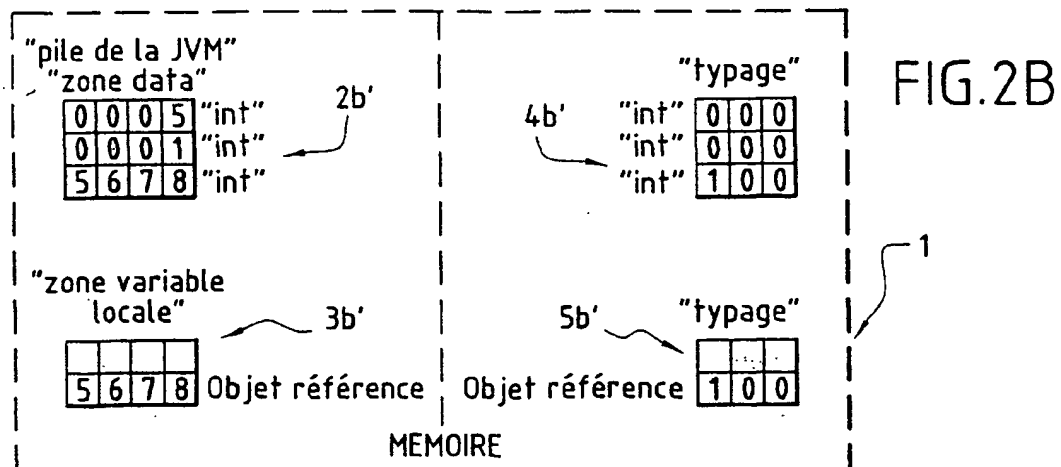 "pile de la JVM"
"zone data"
0 0 0 5 "int"
0 0 0 1 "int"
5 6 7 8 "int"
2b'
"typage"
"int" 0 0 0
"int" 0 0 0
"int" 1 0 0
4b'
FIG.2B
1
"zone variable
locale"
3b'
5 6 7 8 Objet référence
"typage"
5b'
Objet référence 1 0 0
MEMOIRE